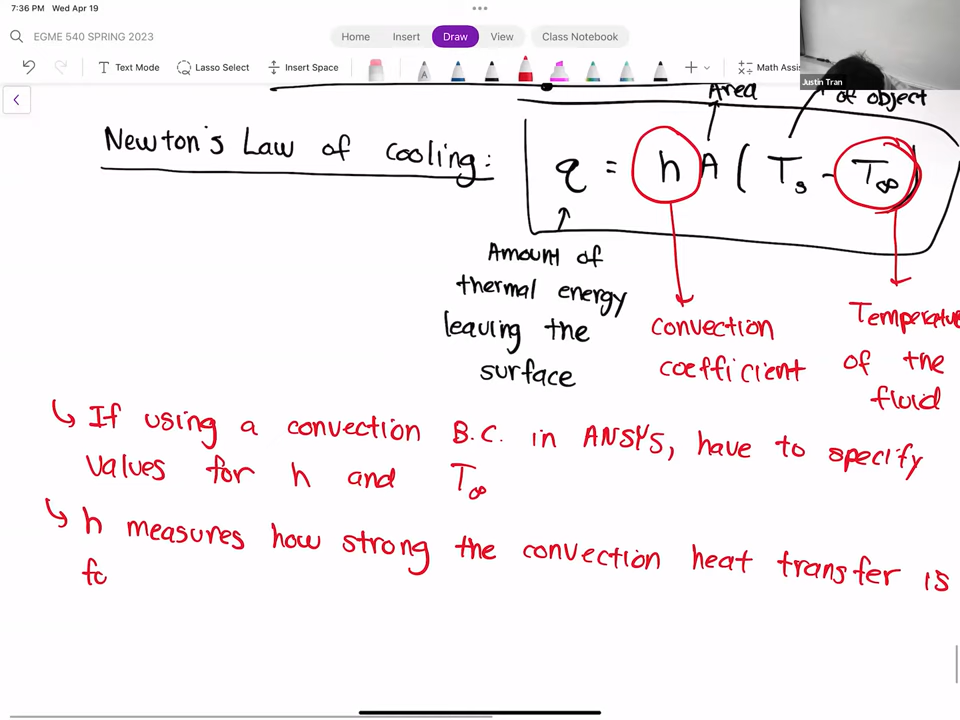 7:36 PM Wed Apr 19
EGME 540 SPRING 2023
Home Insert Draw View Class Notebook
Text Mode Lasso Select Insert Space Math Assis
Justin Tran
Area
of object
Newton's Law of cooling:
q = h A ( Ts - T∞ )
Amount of
thermal energy
leaving the
surface
convection
coefficient
Temperature
of the
fluid
↳ If using a convection B.C. in ANSYS, have to specify
values for h and T∞
↳ h measures how strong the convection heat transfer is
fo